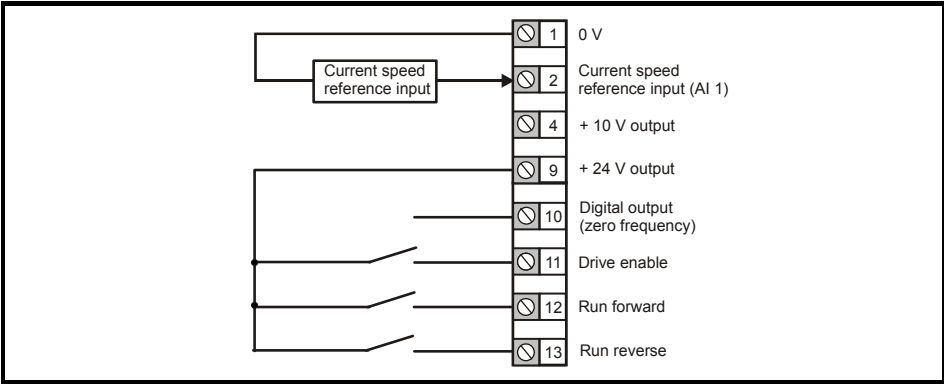 1 0 V
Current speed
reference input
2 Current speed
reference input (AI 1)
4 + 10 V output
9 + 24 V output
10 Digital output
(zero frequency)
11 Drive enable
12 Run forward
13 Run reverse